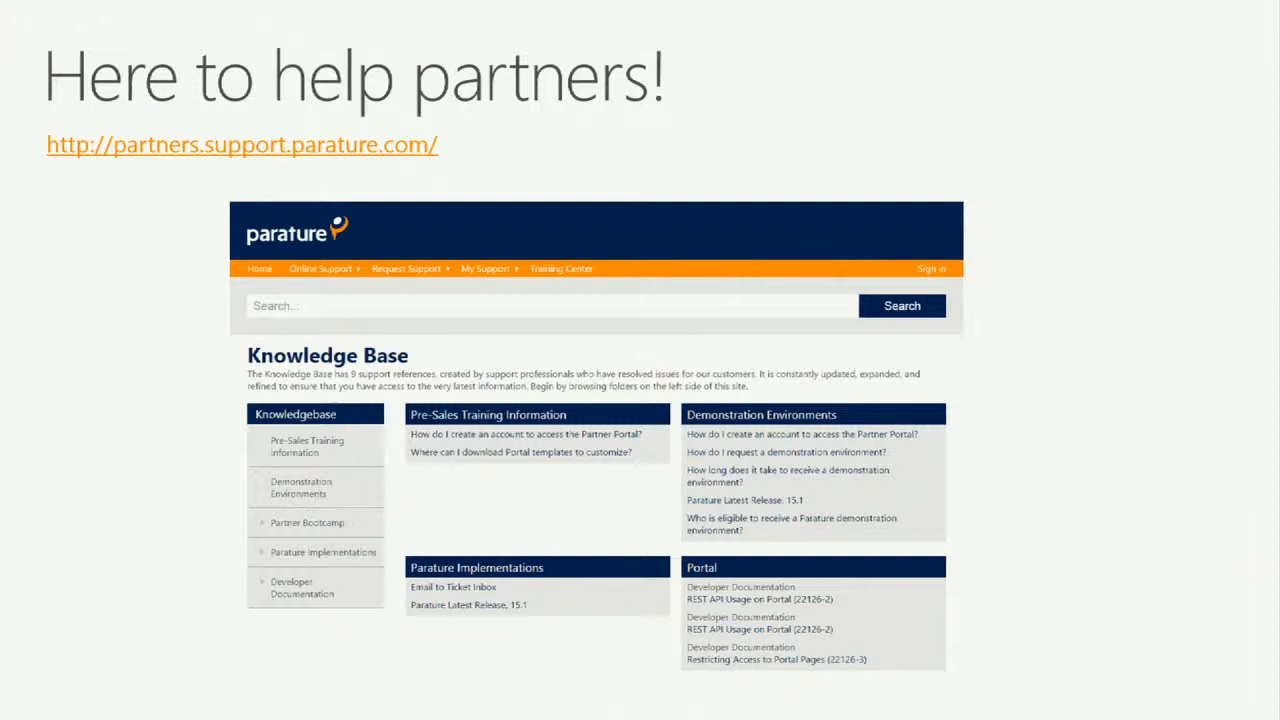 Here to help partners!
http://partners.support.parature.com/
parature
Home Online Support Request Support My Support Training Center Sign in
Search... Search
Knowledge Base
The Knowledge Base has 9 support references, created by support professionals who have resolved issues for our customers. It is constantly updated, expanded, and
refined to ensure that you have access to the very latest information. Begin by browsing folders on the left side of this site.
Knowledgebase
Pre-Sales Training
Information
Demonstration
Environments
Partner Bootcamp
Parature Implementations
Developer
Documentation
Pre-Sales Training Information
How do I create an account to access the Partner Portal?
Where can I download Portal templates to customize?
Demonstration Environments
How do I create an account to access the Partner Portal?
How do I request a demonstration environment?
How long does it take to receive a demonstration
environment?
Parature Latest Release, 15.1
Who is eligible to receive a Parature demonstration
environment?
Parature Implementations
Email to Ticket Inbox
Parature Latest Release, 15.1
Portal
Developer Documentation
REST API Usage on Portal (22126-2)
Developer Documentation
REST API Usage on Portal (22126-2)
Developer Documentation
Restricting Access to Portal Pages (22126-3)